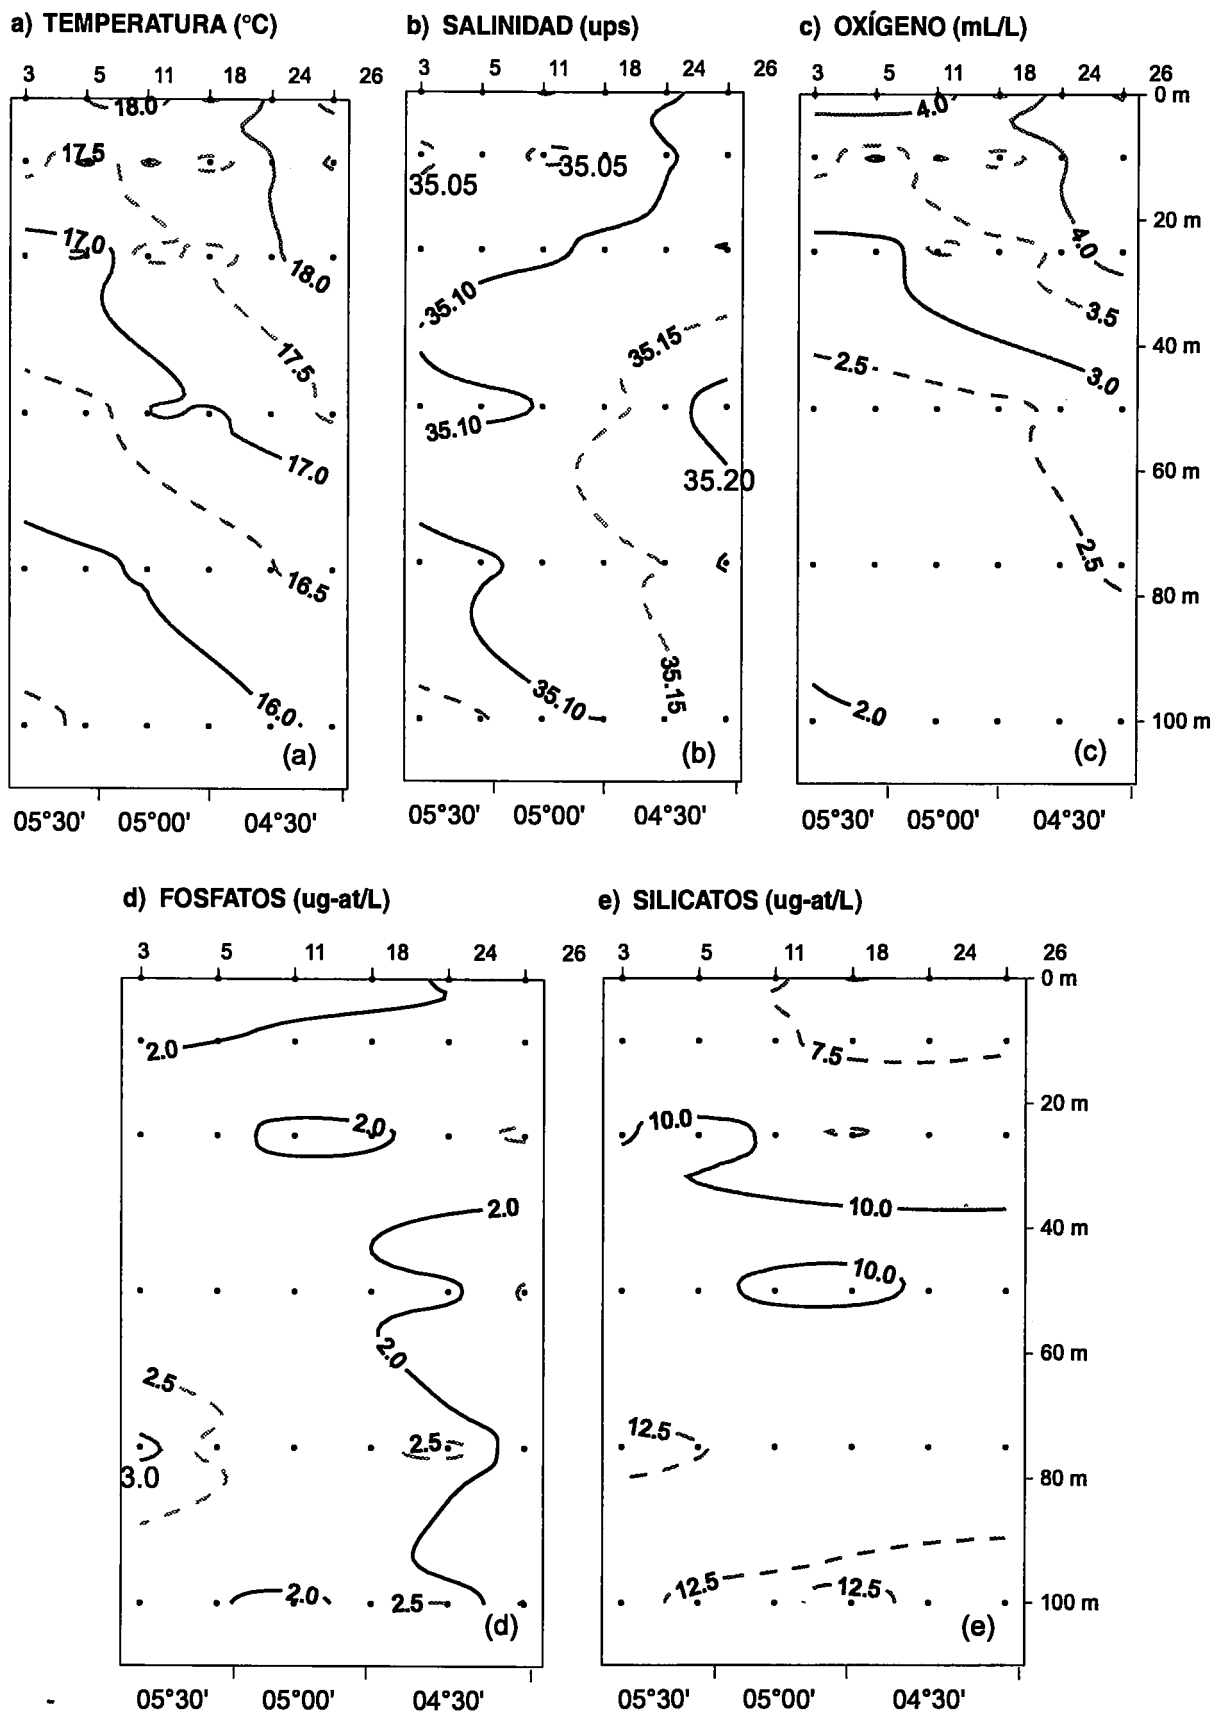 a) TEMPERATURA (°C)
3 5 11 18 24 26
18.0
17.5
17.0
18.0
17.5
17.0
16.5
16.0
(a)
05°30' 05°00' 04°30'
b) SALINIDAD (ups)
3 5 11 18 24 26
35.05
35.05
35.10
35.15
35.10
35.20
35.10
35.15
(b)
05°30' 05°00' 04°30'
c) OXÍGENO (mL/L)
3 5 11 18 24 26
0 m
4.0
20 m
4.0
3.5
40 m
2.5
3.0
60 m
2.5
80 m
2.0
100 m
(c)
05°30' 05°00' 04°30'
d) FOSFATOS (ug-at/L)
3 5 11 18 24 26
2.0
2.0
2.0
2.0
2.5
2.5
3.0
2.0
2.5
(d)
05°30' 05°00' 04°30'
e) SILICATOS (ug-at/L)
3 5 11 18 24 26
0 m
7.5
20 m
10.0
10.0
40 m
10.0
60 m
12.5
80 m
12.5
12.5
100 m
(e)
05°30' 05°00' 04°30'